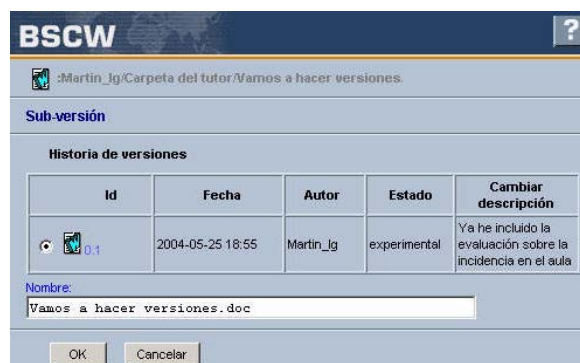 BSCW
?
:Martin_lg/Carpeta del tutor/Vamos a hacer versiones.
Sub-versión
Historia de versiones
Id Fecha Autor Estado Cambiar descripción
0.1 2004-05-25 18:55 Martin_lg experimental Ya he incluido la
evaluación sobre la
incidencia en el aula
Nombre:
Vamos a hacer versiones.doc
OK Cancelar